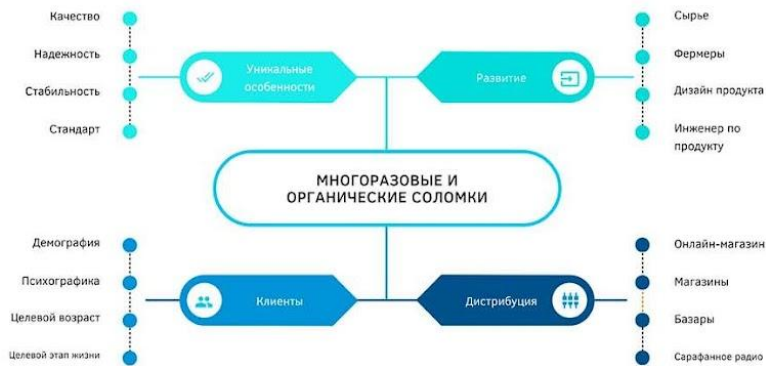 Качество
Надежность
Стабильность
Стандарт
Уникальные
особенности
Развитие
Сырье
Фермеры
Дизайн продукта
Инженер по
продукту
МНОГОРАЗОВЫЕ И
ОРГАНИЧЕСКИЕ СОЛОМКИ
Демография
Психографика
Целевой возраст
Целевой этап жизни
Клиенты
Дистрибуция
Онлайн-магазин
Магазины
Базары
Сарафанное радио